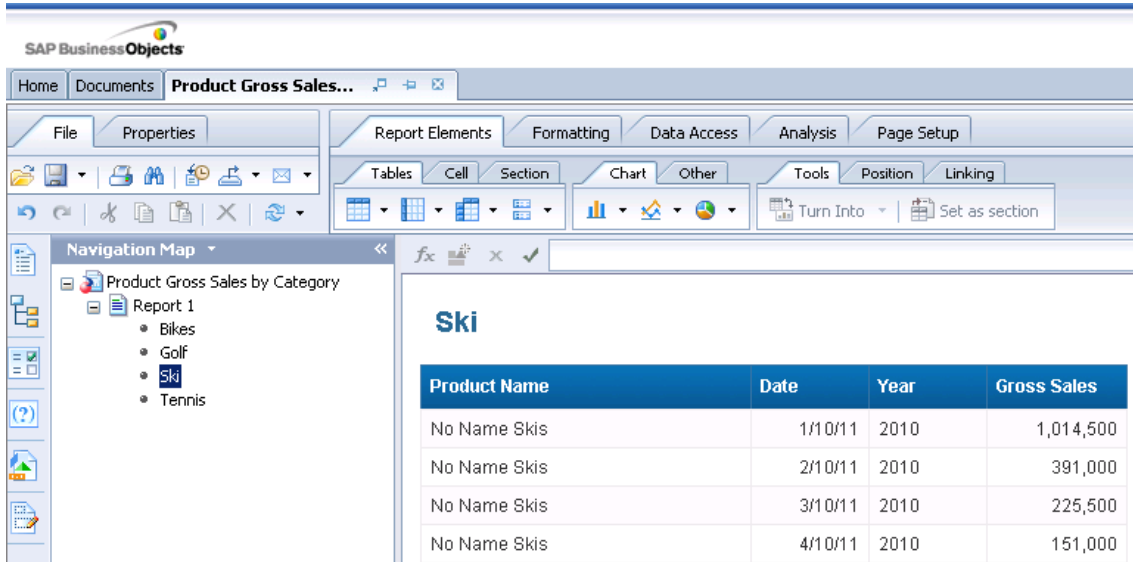 SAP BusinessObjects
Home Documents Product Gross Sales...
File Properties Report Elements Formatting Data Access Analysis Page Setup
Tables Cell Section Chart Other Tools Position Linking
Turn Into Set as section
Navigation Map
Product Gross Sales by Category
Report 1
Bikes
Golf
Ski
Tennis
Ski
Product Name Date Year Gross Sales
No Name Skis 1/10/11 2010 1,014,500
No Name Skis 2/10/11 2010 391,000
No Name Skis 3/10/11 2010 225,500
No Name Skis 4/10/11 2010 151,000